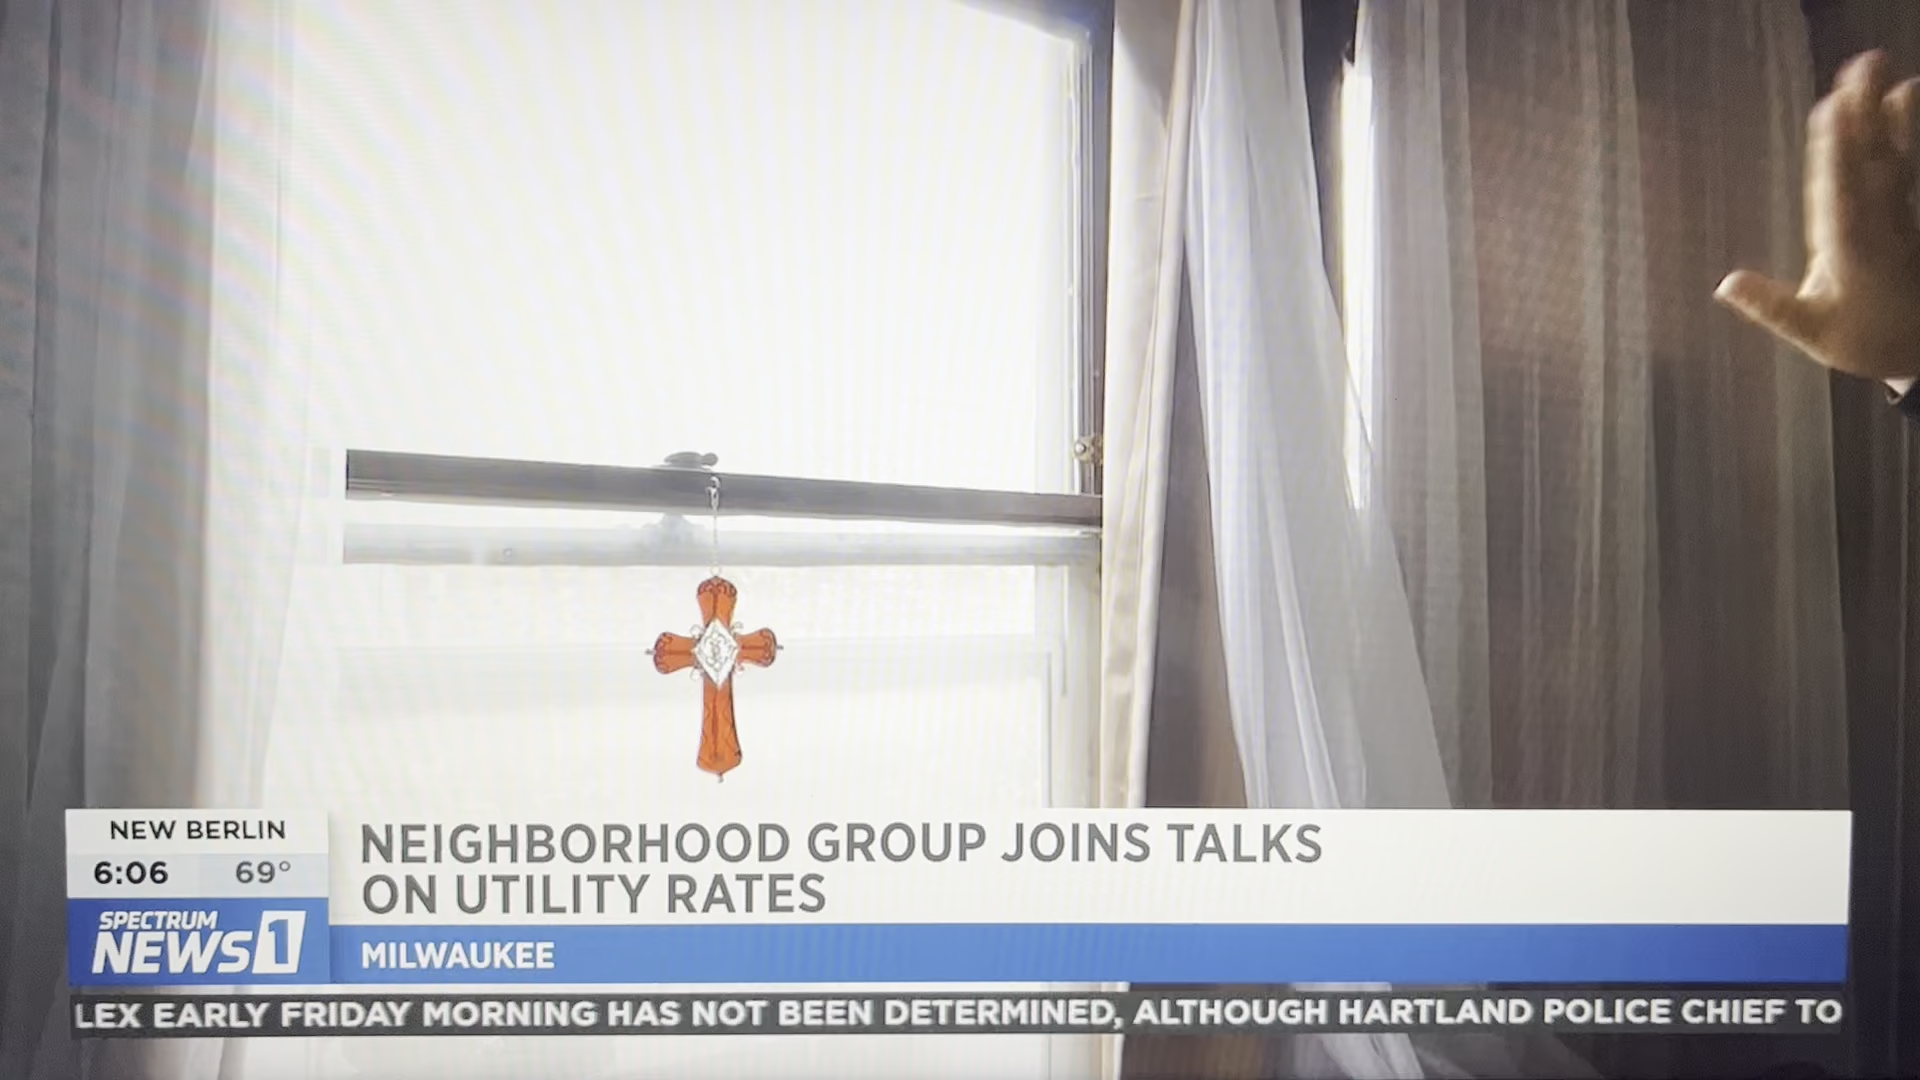 NEW BERLIN
6:06 69°
SPECTRUM
NEWS 1
NEIGHBORHOOD GROUP JOINS TALKS
ON UTILITY RATES
MILWAUKEE
LEX EARLY FRIDAY MORNING HAS NOT BEEN DETERMINED, ALTHOUGH HARTLAND POLICE CHIEF TO